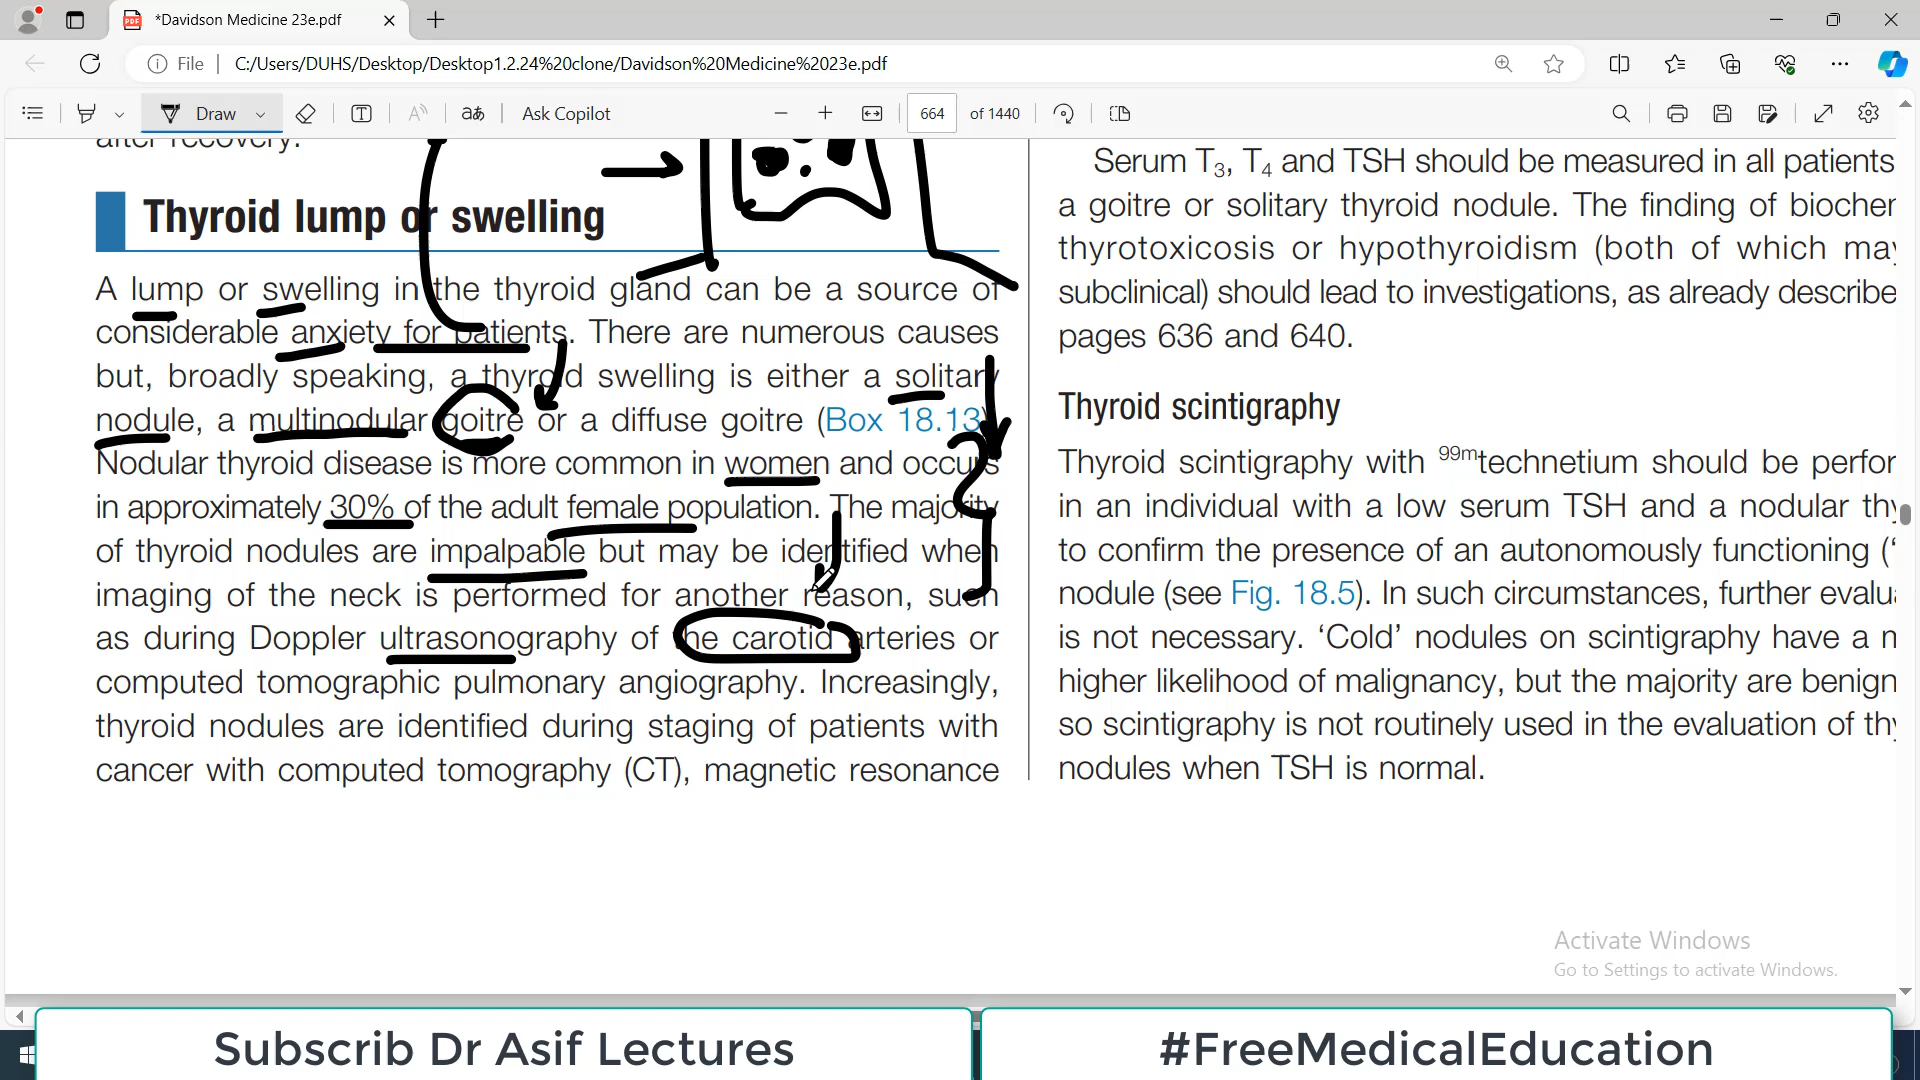 *Davidson Medicine 23e.pdf
File
C:/Users/DUHS/Desktop/Desktop1.2.24%20clone/Davidson%20Medicine%2023e.pdf
Draw
Ask Copilot
664 of 1440
after recovery.
Thyroid lump or swelling
A lump or swelling in the thyroid gland can be a source of
considerable anxiety for patients. There are numerous causes
but, broadly speaking, a thyroid swelling is either a solitary
nodule, a multinodular goitre or a diffuse goitre (Box 18.13).
Nodular thyroid disease is more common in women and occurs
in approximately 30% of the adult female population. The majority
of thyroid nodules are impalpable but may be identified when
imaging of the neck is performed for another reason, such
as during Doppler ultrasonography of the carotid arteries or
computed tomographic pulmonary angiography. Increasingly,
thyroid nodules are identified during staging of patients with
cancer with computed tomography (CT), magnetic resonance
Serum T3, T4 and TSH should be measured in all patients
a goitre or solitary thyroid nodule. The finding of biocher
thyrotoxicosis or hypothyroidism (both of which may
subclinical) should lead to investigations, as already describe
pages 636 and 640.
Thyroid scintigraphy
Thyroid scintigraphy with 99mtechnetium should be perfor
in an individual with a low serum TSH and a nodular thy
to confirm the presence of an autonomously functioning (‘
nodule (see Fig. 18.5). In such circumstances, further evalua
is not necessary. ‘Cold’ nodules on scintigraphy have a m
higher likelihood of malignancy, but the majority are benign
so scintigraphy is not routinely used in the evaluation of thy
nodules when TSH is normal.
Activate Windows
Go to Settings to activate Windows.
Subscrib Dr Asif Lectures
#FreeMedicalEducation